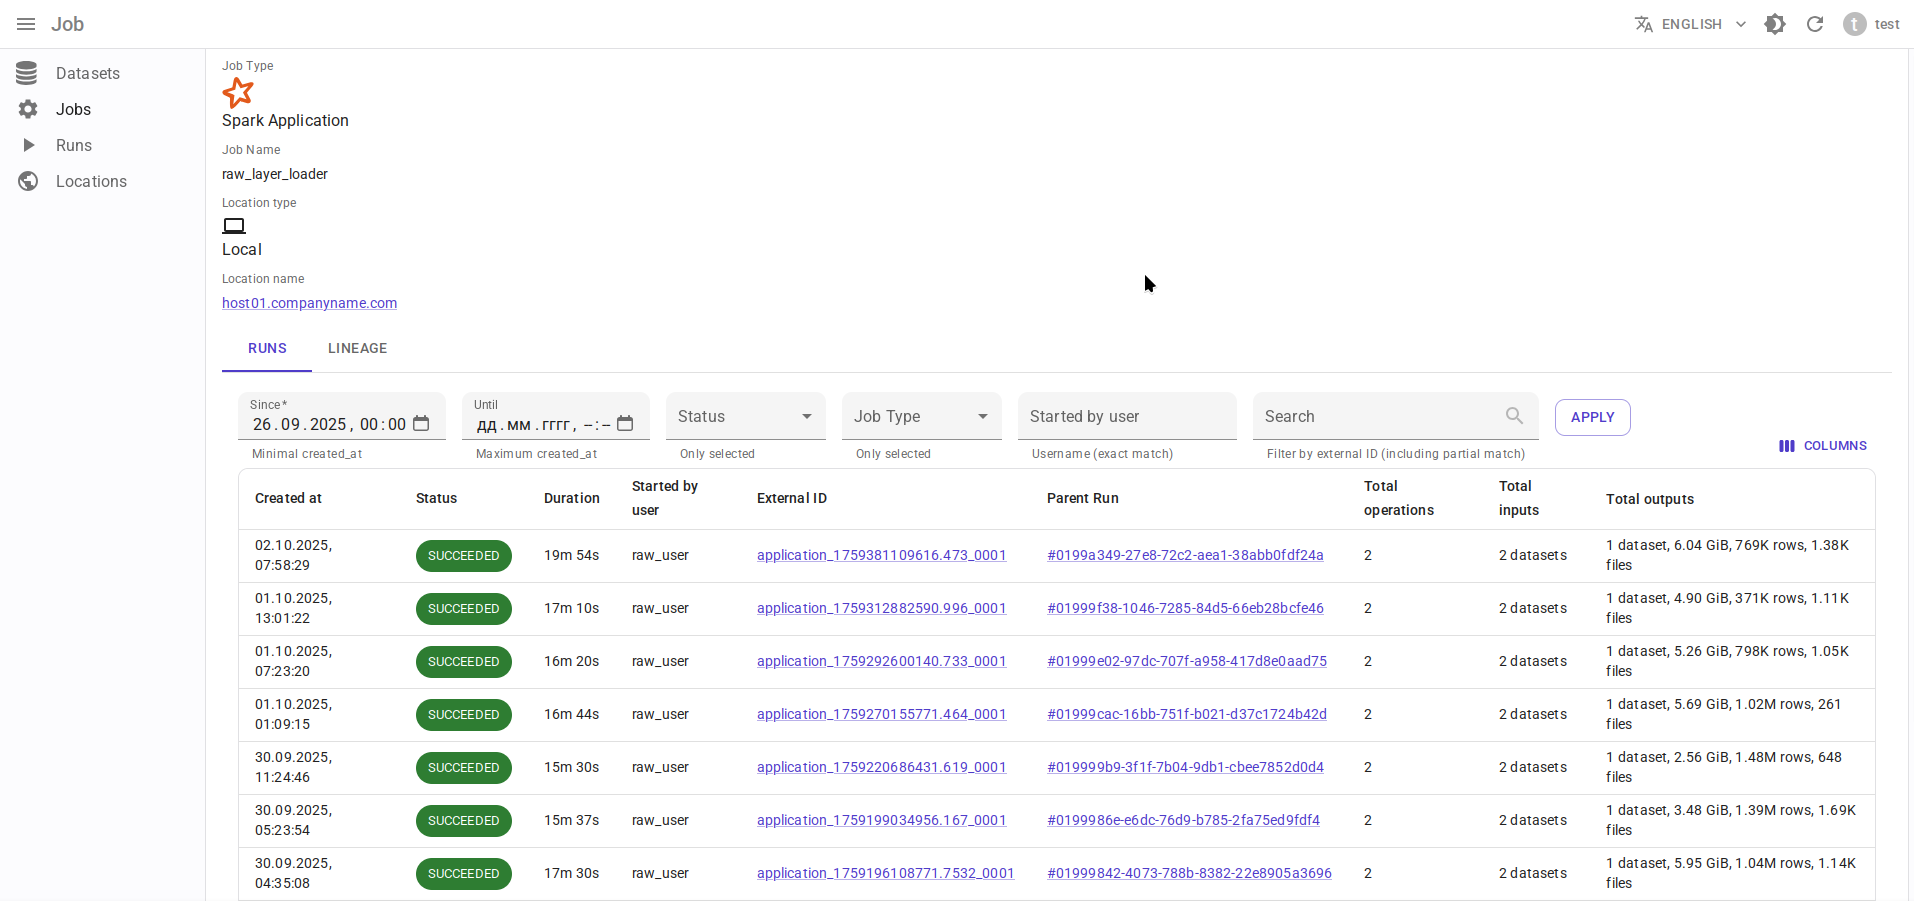 Job
ENGLISH
t
test
Datasets
Jobs
Runs
Locations
Job Type
Spark Application
Job Name
raw_layer_loader
Location type
Local
Location name
host01.companyname.com
RUNS
LINEAGE
Since*
26.09.2025, 00:00
Minimal created_at
Until
дд.мм.гггг, --:--
Maximum created_at
Status
Only selected
Job Type
Only selected
Started by user
Username (exact match)
Search
Filter by external ID (including partial match)
APPLY
COLUMNS
Created at
Status
Duration
Started by
user
External ID
Parent Run
Total
operations
Total
inputs
Total outputs
02.10.2025,
07:58:29
SUCCEEDED
19m 54s
raw_user
application_1759381109616.473_0001
#0199a349-27e8-72c2-aea1-38abb0fdf24a
2
2 datasets
1 dataset, 6.04 GiB, 769K rows, 1.38K
files
01.10.2025,
13:01:22
SUCCEEDED
17m 10s
raw_user
application_1759312882590.996_0001
#01999f38-1046-7285-84d5-66eb28bcfe46
2
2 datasets
1 dataset, 4.90 GiB, 371K rows, 1.11K
files
01.10.2025,
07:23:20
SUCCEEDED
16m 20s
raw_user
application_1759292600140.733_0001
#01999e02-97dc-707f-a958-417d8e0aad75
2
2 datasets
1 dataset, 5.26 GiB, 798K rows, 1.05K
files
01.10.2025,
01:09:15
SUCCEEDED
16m 44s
raw_user
application_1759270155771.464_0001
#01999cac-16bb-751f-b021-d37c1724b42d
2
2 datasets
1 dataset, 5.69 GiB, 1.02M rows, 261
files
30.09.2025,
11:24:46
SUCCEEDED
15m 30s
raw_user
application_1759220686431.619_0001
#019999b9-3f1f-7b04-9db1-cbee7852d0d4
2
2 datasets
1 dataset, 2.56 GiB, 1.48M rows, 648
files
30.09.2025,
05:23:54
SUCCEEDED
15m 37s
raw_user
application_1759199034956.167_0001
#0199986e-e6dc-76d9-b785-2fa75ed9fdf4
2
2 datasets
1 dataset, 3.48 GiB, 1.39M rows, 1.69K
files
30.09.2025,
04:35:08
SUCCEEDED
17m 30s
raw_user
application_1759196108771.7532_0001
#01999842-4073-788b-8382-22e8905a3696
2
2 datasets
1 dataset, 5.95 GiB, 1.04M rows, 1.14K
files